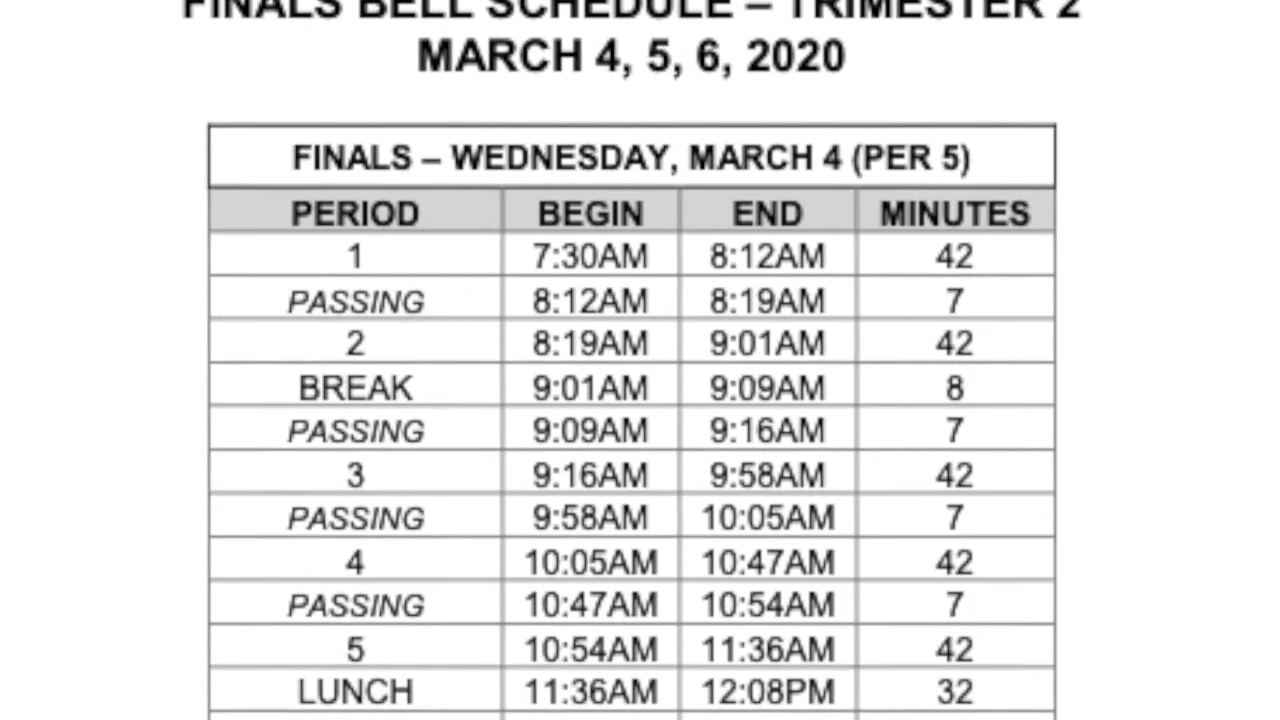 FINALS BELL SCHEDULE – TRIMESTER 2
MARCH 4, 5, 6, 2020
FINALS – WEDNESDAY, MARCH 4 (PER 5)
PERIOD BEGIN END MINUTES
1 7:30AM 8:12AM 42
PASSING 8:12AM 8:19AM 7
2 8:19AM 9:01AM 42
BREAK 9:01AM 9:09AM 8
PASSING 9:09AM 9:16AM 7
3 9:16AM 9:58AM 42
PASSING 9:58AM 10:05AM 7
4 10:05AM 10:47AM 42
PASSING 10:47AM 10:54AM 7
5 10:54AM 11:36AM 42
LUNCH 11:36AM 12:08PM 32